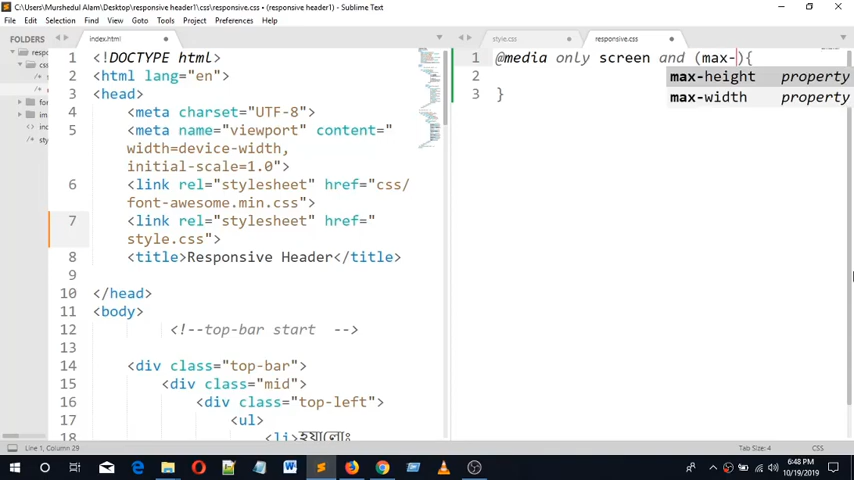 C:\Users\Murshedul Alam\Desktop\responsive header1\css\responsive.css • (responsive header1) - Sublime Text
File Edit Selection Find View Goto Tools Project Preferences Help
FOLDERS
respo
css
s
fon
im
inc
sty
index.html
1 <!DOCTYPE html>
2 <html lang="en">
3 <head>
4 <meta charset="UTF-8">
5 <meta name="viewport" content="
width=device-width,
initial-scale=1.0">
6 <link rel="stylesheet" href="css/
font-awesome.min.css">
7 <link rel="stylesheet" href="
style.css">
8 <title>Responsive Header</title>
9
10 </head>
11 <body>
12 <!--top-bar start -->
13
14 <div class="top-bar">
15 <div class="mid">
16 <div class="top-left">
17 <ul>
18 <li>হ্যালোঃ
style.css responsive.css
1 @media only screen and (max-){
2
3 }
max-height property
max-width property
Line 1, Column 29
Tab Size: 4 CSS
6:48 PM
10/19/2019